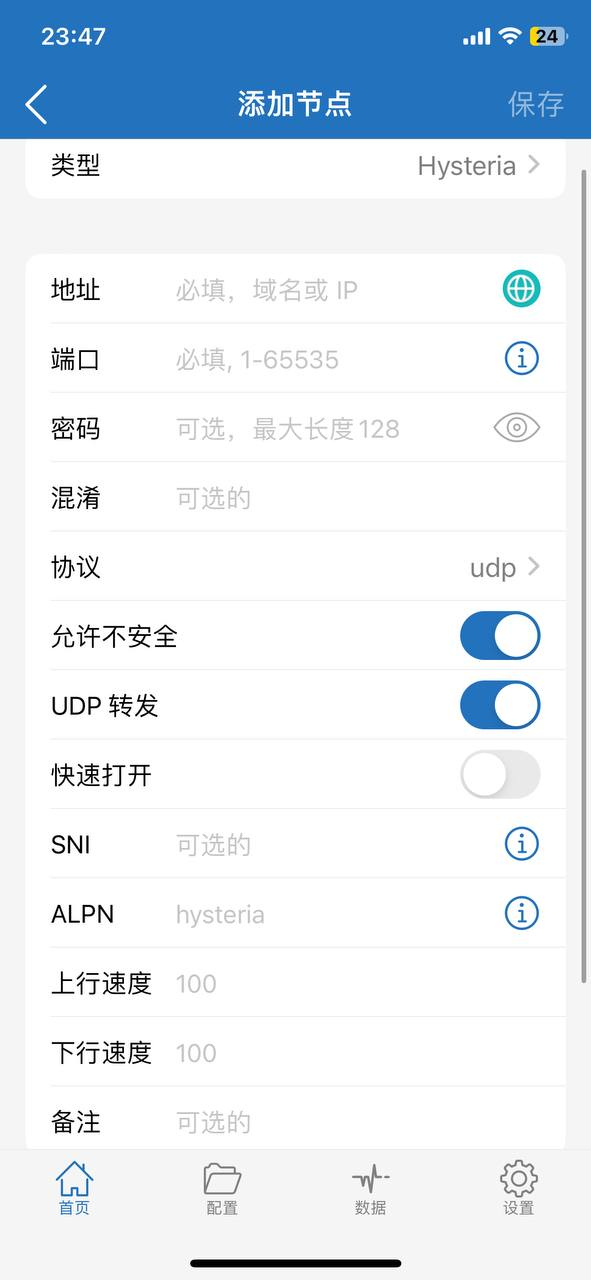 23:47
24
添加节点
保存
类型 Hysteria
地址 必填，域名或 IP
端口 必填, 1-65535
密码 可选，最大长度128
混淆 可选的
协议 udp
允许不安全
UDP 转发
快速打开
SNI 可选的
ALPN hysteria
上行速度 100
下行速度 100
备注 可选的
首页 配置 数据 设置